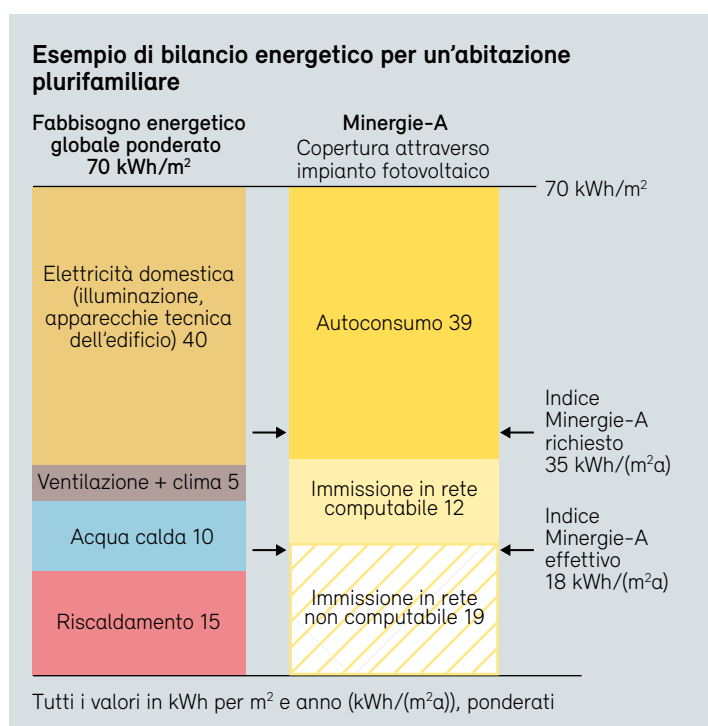 Esempio di bilancio energetico per un'abitazione
plurifamiliare
Fabbisogno energetico
globale ponderato
70 kWh/m²
Minergie-A
Copertura attraverso
impianto fotovoltaico
70 kWh/m²
Elettricità domestica
(illuminazione,
apparecchie tecnica
dell'edificio) 40
Autoconsumo 39
Indice
Minergie-A
richiesto
35 kWh/(m²a)
Ventilazione + clima 5
Immissione in rete
computabile 12
Acqua calda 10
Indice
Minergie-A
effettivo
18 kWh/(m²a)
Riscaldamento 15
Immissione in rete
non computabile 19
Tutti i valori in kWh per m² e anno (kWh/(m²a)), ponderati